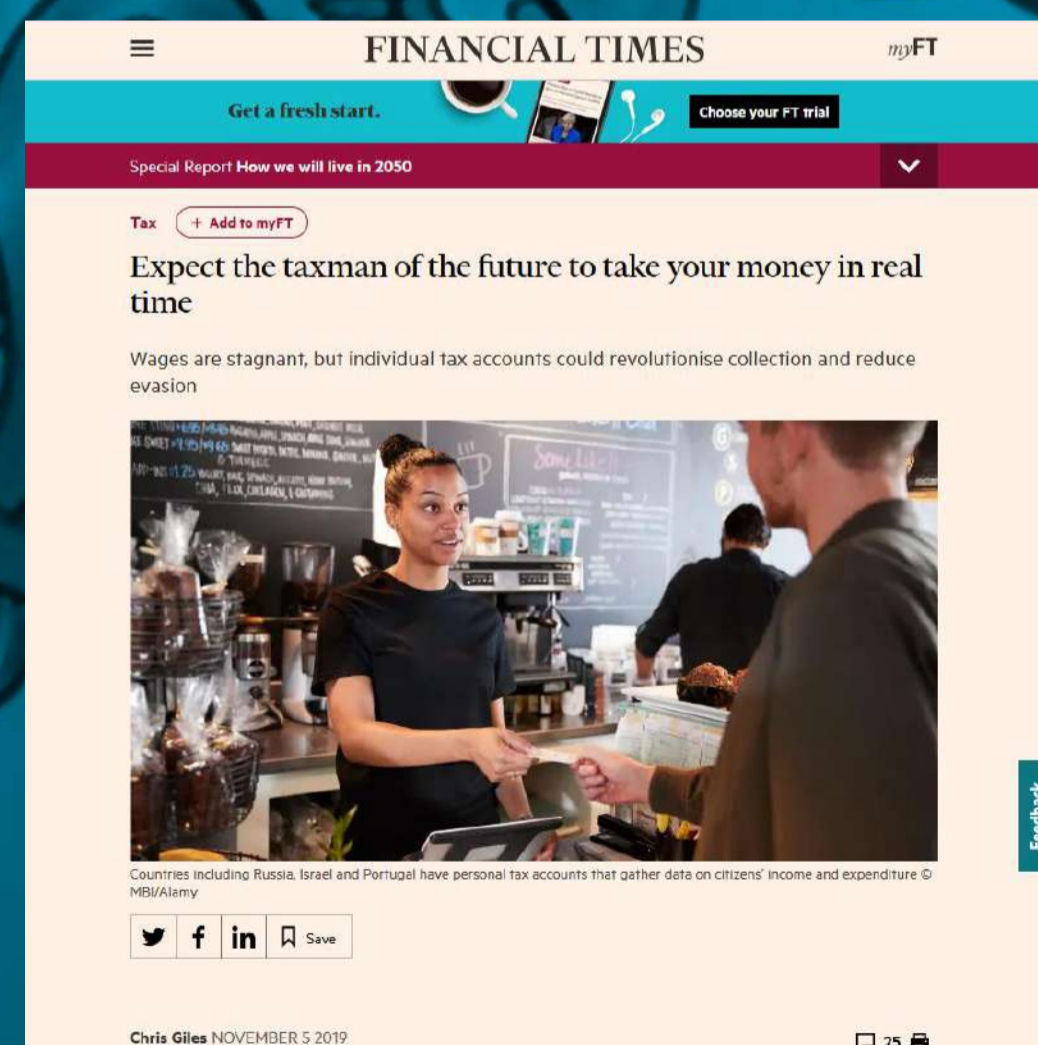 FINANCIAL TIMES
myFT
Get a fresh start.
Choose your FT trial
Special Report How we will live in 2050
Tax
+ Add to myFT
Expect the taxman of the future to take your money in real
time
Wages are stagnant, but individual tax accounts could revolutionise collection and reduce
evasion
Some Like
Countries including Russia, Israel and Portugal have personal tax accounts that gather data on citizens' income and expenditure ©
MBI/Alamy
f
in
Save
Feedback
Chris Giles NOVEMBER 5 2019
25